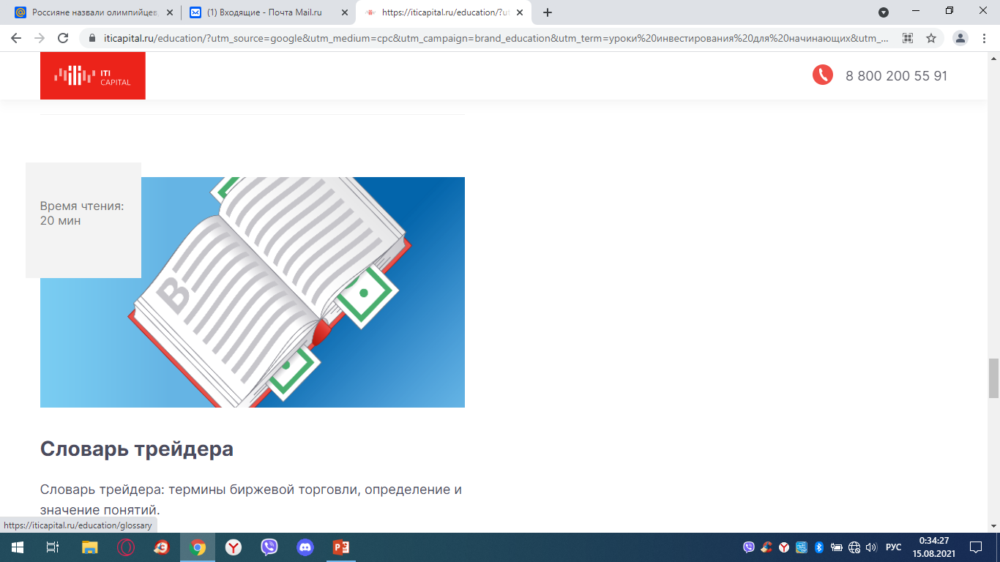 Россияне назвали олимпийцев,
(1) Входящие - Почта Mail.ru
https://iticapital.ru/education/?ut
iticapital.ru/education/?utm_source=google&utm_medium=cpc&utm_campaign=brand_education&utm_term=уроки%20инвестирования%20для%20начинающих&utm_...
ITI
CAPITAL
8 800 200 55 91
Время чтения:
20 мин
B
Словарь трейдера
Словарь трейдера: термины биржевой торговли, определение и
значение понятий.
https://iticapital.ru/education/glossary
РУС
0:34:27
15.08.2021